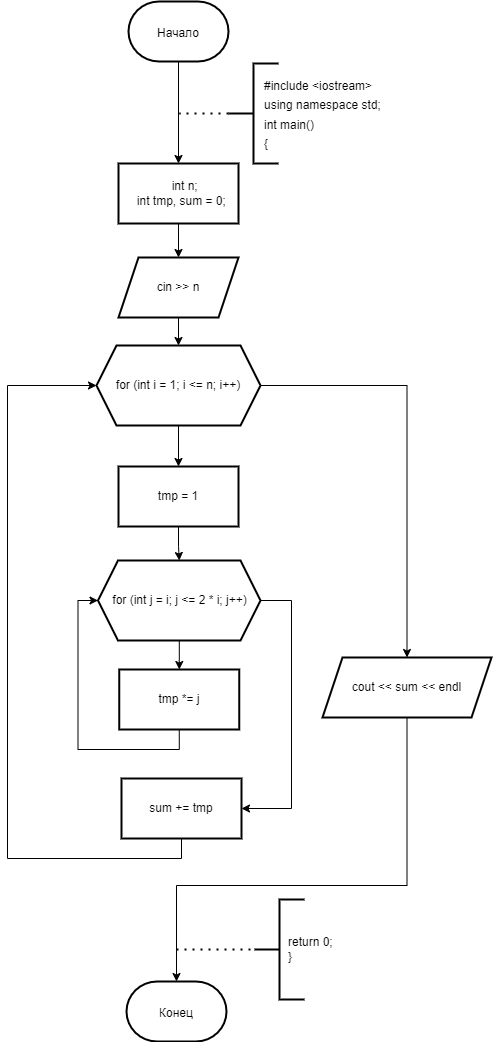 Начало
#include <iostream>
using namespace std;
int main()
{
int n;
int tmp, sum = 0;
cin >> n
for (int i = 1; i <= n; i++)
tmp = 1
for (int j = i; j <= 2 * i; j++)
tmp *= j
cout << sum << endl
sum += tmp
return 0;
}
Конец